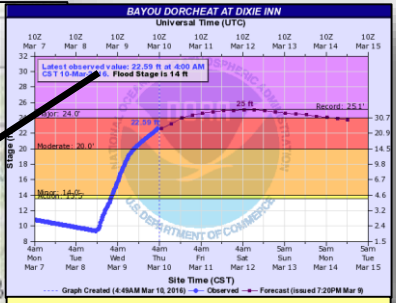 BAYOU DORCHEAT AT DIXIE INN
Universal Time (UTC)
10Z 10Z 10Z 10Z 10Z 10Z 10Z 10Z 10Z
Mar 7 Mar 8 Mar 9 Mar 10 Mar 11 Mar 12 Mar 13 Mar 14 Mar 15
Latest observed value: 22.59 ft at 4:00 AM
CST 10-Mar-2016. Flood Stage is 14 ft
32
30
28
26
24
22
20
18
16
14
12
10
8
25 ft
Record: 25.1'
Major: 24.0'
22.59 ft
Moderate: 20.0'
Minor: 14.0'
30.7
20.9
14.5
9.8
6.7
4.6
3.2
2.4
1.5
U.S. DEPARTMENT OF COMMERCE
4am 4am 4am 4am 4am 4am 5am 5am 5am
Mon Tue Wed Thu Fri Sat Sun Mon Tue
Mar 7 Mar 8 Mar 9 Mar 10 Mar 11 Mar 12 Mar 13 Mar 14 Mar 15
Site Time (CST)
Graph Created (4:49AM Mar 10, 2016) Observed Forecast (issued 7:20PM Mar 9)